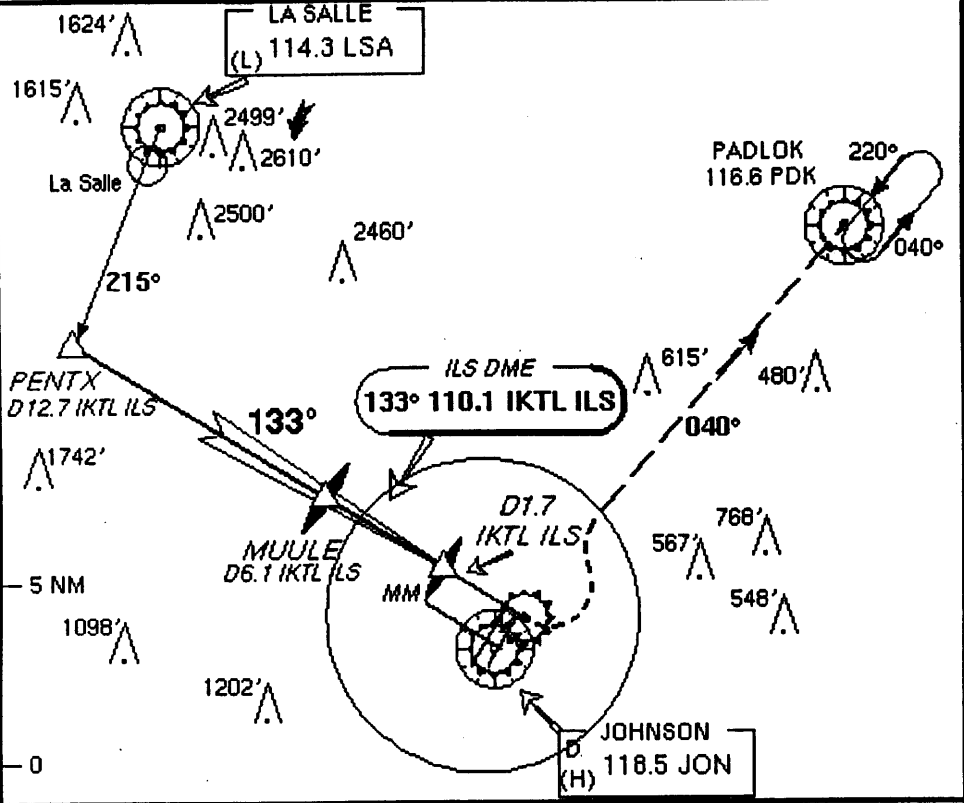 LA SALLE
(L) 114.3 LSA
1624'
1615'
2499'
2610'
La Salle
2500'
2460'
PADLOK
116.6 PDK
220°
040°
215°
PENTX
D12.7 IKTL ILS
133°
ILS DME
133° 110.1 IKTL ILS
615'
480'
040°
1742'
MUULE
D6.1 IKTL ILS
D1.7
IKTL ILS
MM
768'
567'
548'
5 NM
1098'
1202'
0
JOHNSON
D
(H) 118.5 JON